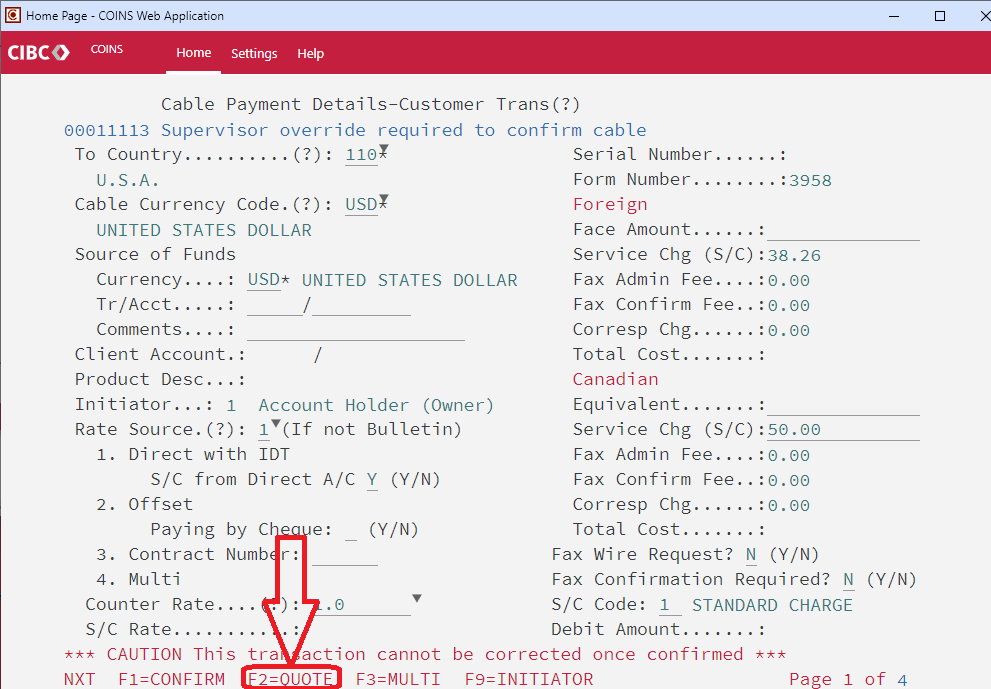 Home Page - COINS Web Application
CIBC COINS Home Settings Help
Cable Payment Details-Customer Trans(?)
00011113 Supervisor override required to confirm cable
To Country..........(?): 110* Serial Number......:
U.S.A. Form Number........:3958
Cable Currency Code.(?): USD* Foreign
UNITED STATES DOLLAR Face Amount......:
Source of Funds Service Chg (S/C):38.26
Currency....: USD* UNITED STATES DOLLAR Fax Admin Fee....:0.00
Tr/Acct.....: / Fax Confirm Fee..:0.00
Comments....: Corresp Chg......:0.00
Client Account.: / Total Cost.......:
Product Desc...: Canadian
Initiator...: 1 Account Holder (Owner) Equivalent.......:
Rate Source.(?): 1 (If not Bulletin) Service Chg (S/C):50.00
1. Direct with IDT Fax Admin Fee....:0.00
S/C from Direct A/C Y (Y/N) Fax Confirm Fee..:0.00
2. Offset Corresp Chg......:0.00
Paying by Cheque: _ (Y/N) Total Cost.......:
3. Contract Number: Fax Wire Request? N (Y/N)
4. Multi Fax Confirmation Required? N (Y/N)
Counter Rate....(?): 1.0 S/C Code: 1 STANDARD CHARGE
S/C Rate...........: Debit Amount.......:
*** CAUTION This transaction cannot be corrected once confirmed ***
NXT F1=CONFIRM F2=QUOTE F3=MULTI F9=INITIATOR Page 1 of 4